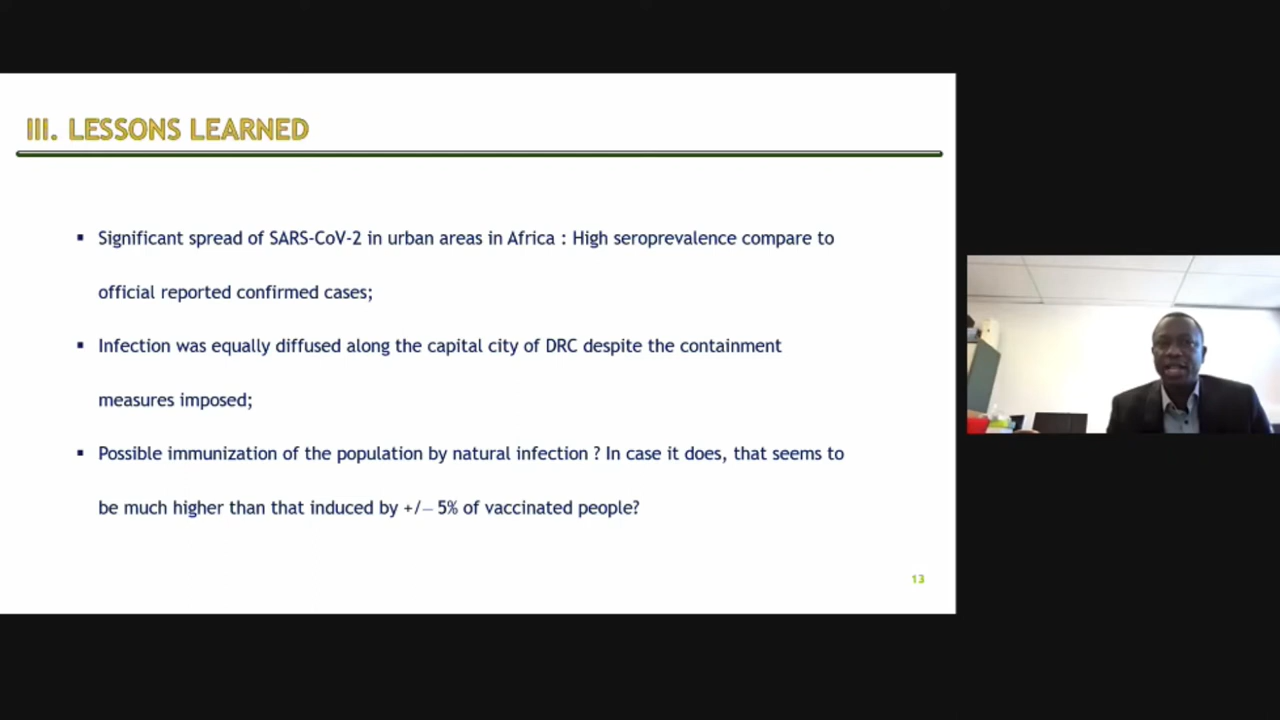 III. LESSONS LEARNED
▪ Significant spread of SARS-CoV-2 in urban areas in Africa : High seroprevalence compare to
official reported confirmed cases;
▪ Infection was equally diffused along the capital city of DRC despite the containment
measures imposed;
▪ Possible immunization of the population by natural infection ? In case it does, that seems to
be much higher than that induced by +/– 5% of vaccinated people?
13